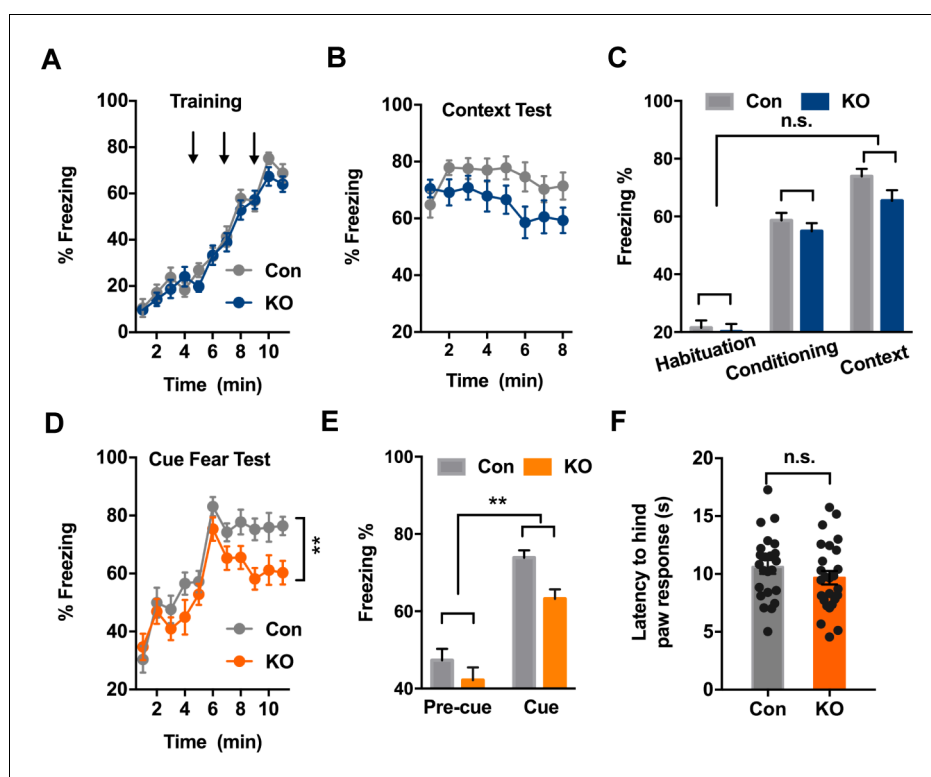 A
Training
% Freezing
100
80
60
40
20
0
Con
KO
2 4 6 8 10
Time (min)
B
Context Test
% Freezing
100
80
60
40
20
2 4 6 8
Time (min)
C
Con KO
n.s.
Freezing %
100
80
60
40
20
Habituation Conditioning Context
D
Cue Fear Test
% Freezing
100
80
60
40
20
**
Con
KO
2 4 6 8 10
Time (min)
E
Con KO
**
Freezing %
100
80
60
40
Pre-cue Cue
F
n.s.
Latency to hind
paw response (s)
20
15
10
5
0
Con KO